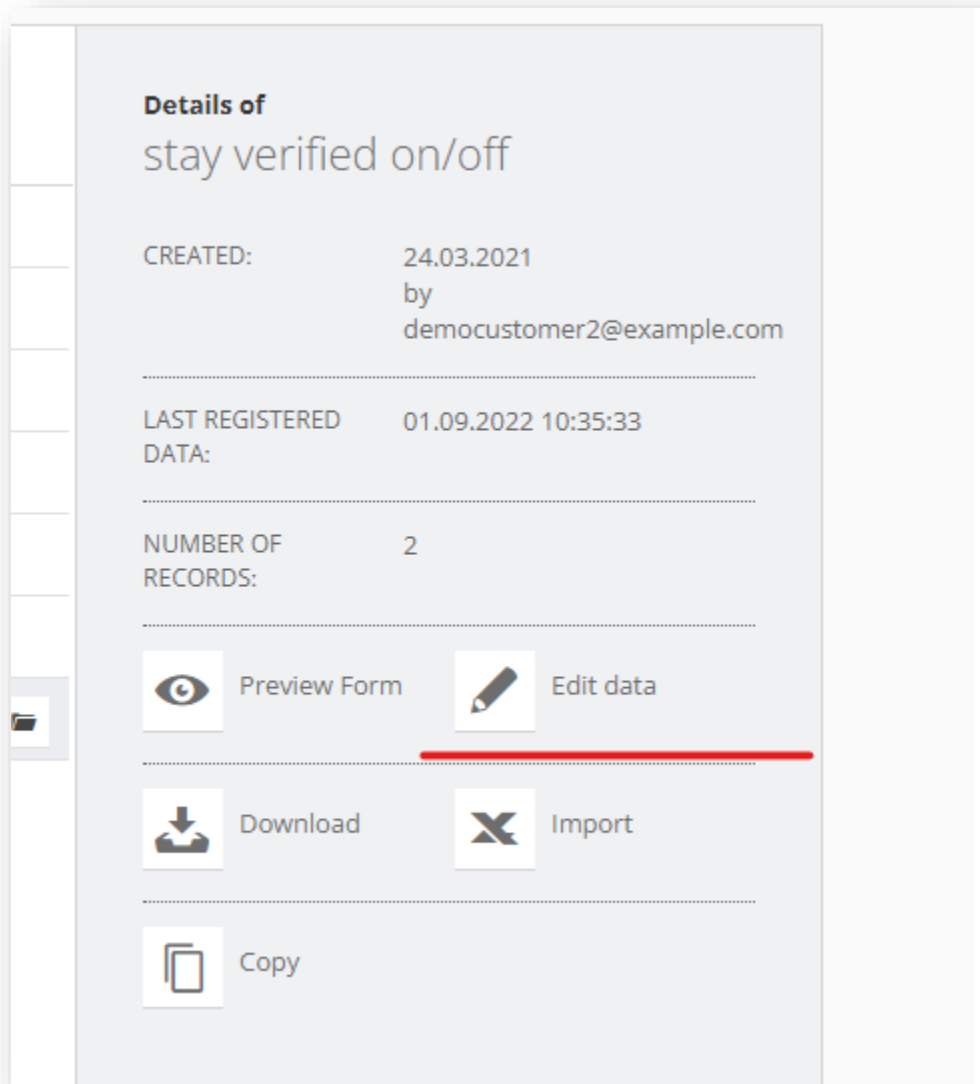 Details of
stay verified on/off
CREATED: 24.03.2021
by
democustomer2@example.com
LAST REGISTERED 01.09.2022 10:35:33
DATA:
NUMBER OF 2
RECORDS:
Preview Form Edit data
Download Import
Copy